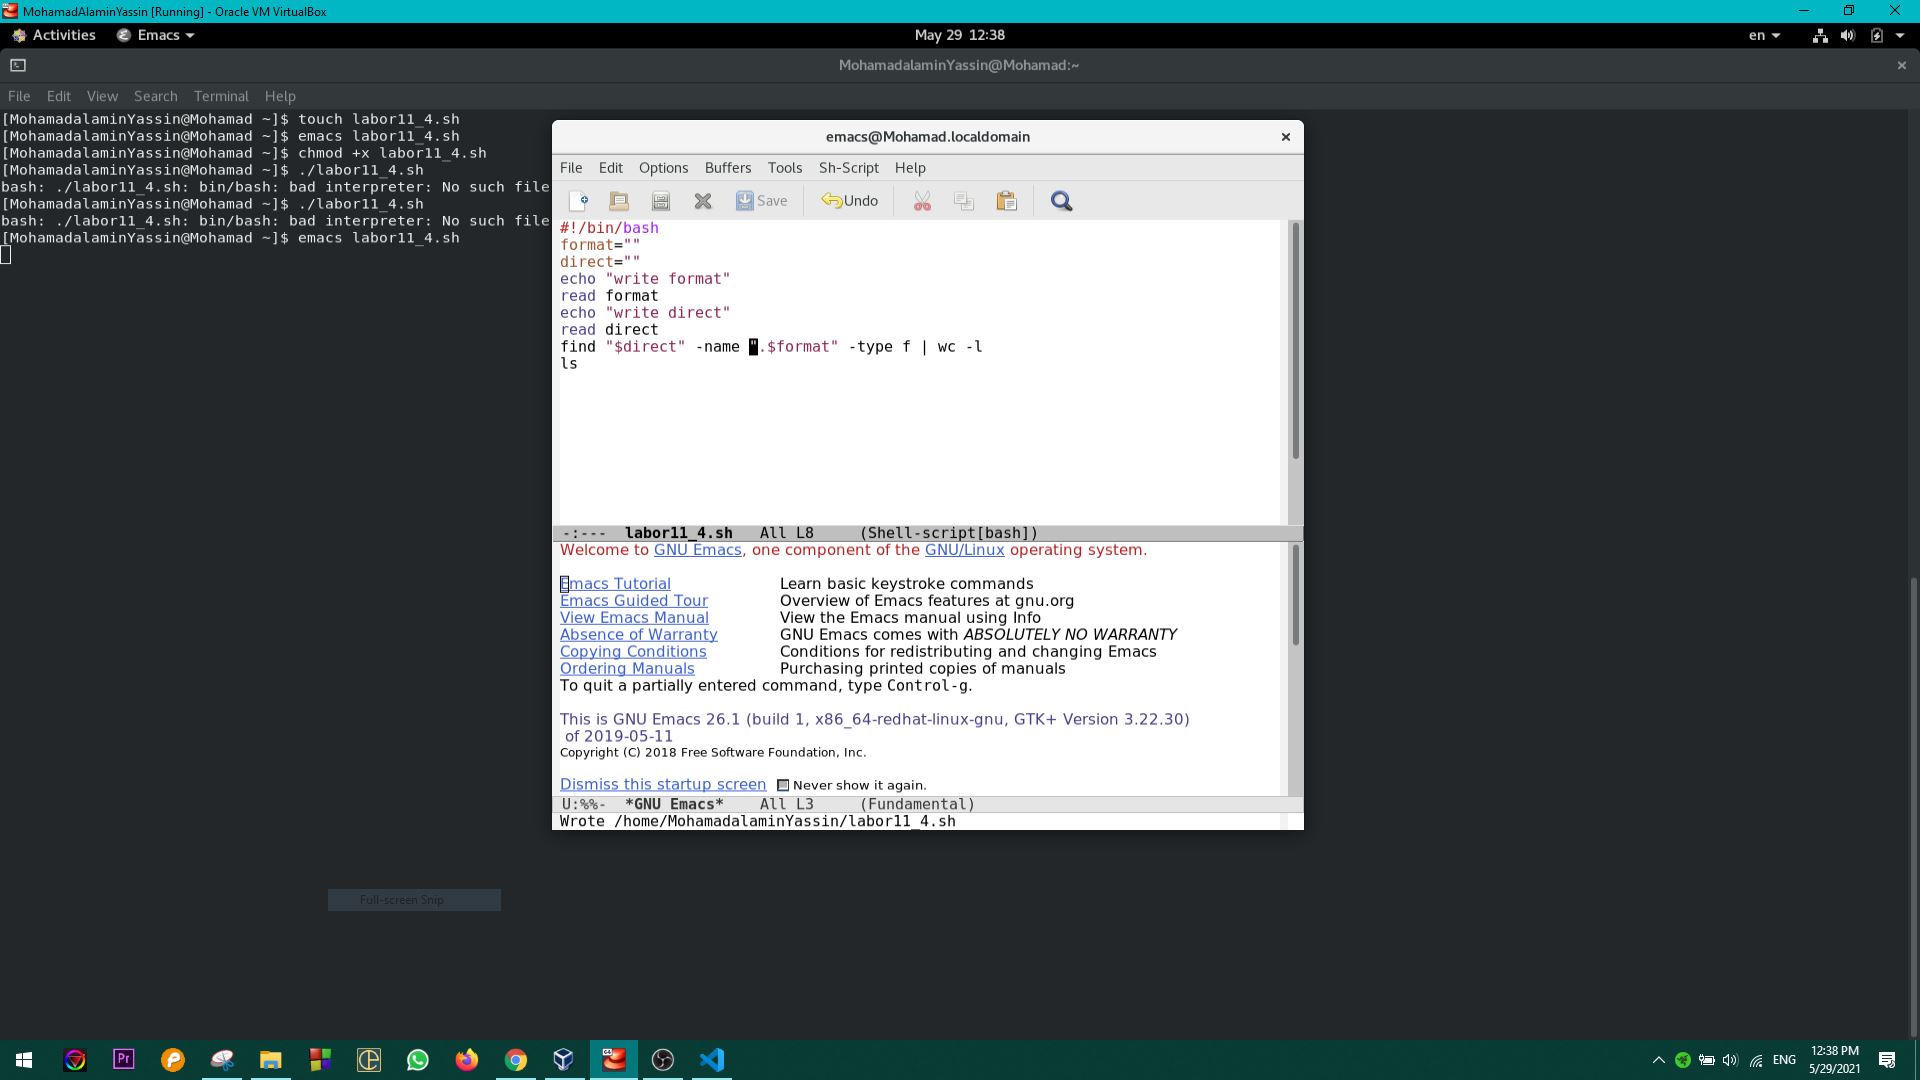 MohamadAlaminYassin [Running] - Oracle VM VirtualBox
Activities Emacs May 29 12:38 en
MohamadalaminYassin@Mohamad:~
File Edit View Search Terminal Help
[MohamadalaminYassin@Mohamad ~]$ touch labor11_4.sh
[MohamadalaminYassin@Mohamad ~]$ emacs labor11_4.sh
[MohamadalaminYassin@Mohamad ~]$ chmod +x labor11_4.sh
[MohamadalaminYassin@Mohamad ~]$ ./labor11_4.sh
bash: ./labor11_4.sh: bin/bash: bad interpreter: No such file
[MohamadalaminYassin@Mohamad ~]$ ./labor11_4.sh
bash: ./labor11_4.sh: bin/bash: bad interpreter: No such file
[MohamadalaminYassin@Mohamad ~]$ emacs labor11_4.sh
emacs@Mohamad.localdomain
File Edit Options Buffers Tools Sh-Script Help
Save Undo
#!/bin/bash
format=""
direct=""
echo "write format"
read format
echo "write direct"
read direct
find "$direct" -name ".$format" -type f | wc -l
ls
-:--- labor11_4.sh All L8 (Shell-script[bash])
Welcome to GNU Emacs, one component of the GNU/Linux operating system.
Emacs Tutorial Learn basic keystroke commands
Emacs Guided Tour Overview of Emacs features at gnu.org
View Emacs Manual View the Emacs manual using Info
Absence of Warranty GNU Emacs comes with ABSOLUTELY NO WARRANTY
Copying Conditions Conditions for redistributing and changing Emacs
Ordering Manuals Purchasing printed copies of manuals
To quit a partially entered command, type Control-g.
This is GNU Emacs 26.1 (build 1, x86_64-redhat-linux-gnu, GTK+ Version 3.22.30)
of 2019-05-11
Copyright (C) 2018 Free Software Foundation, Inc.
Dismiss this startup screen Never show it again.
U:%%- *GNU Emacs* All L3 (Fundamental)
Wrote /home/MohamadalaminYassin/labor11_4.sh
Full-screen Snip
Pr
ENG
12:38 PM
5/29/2021